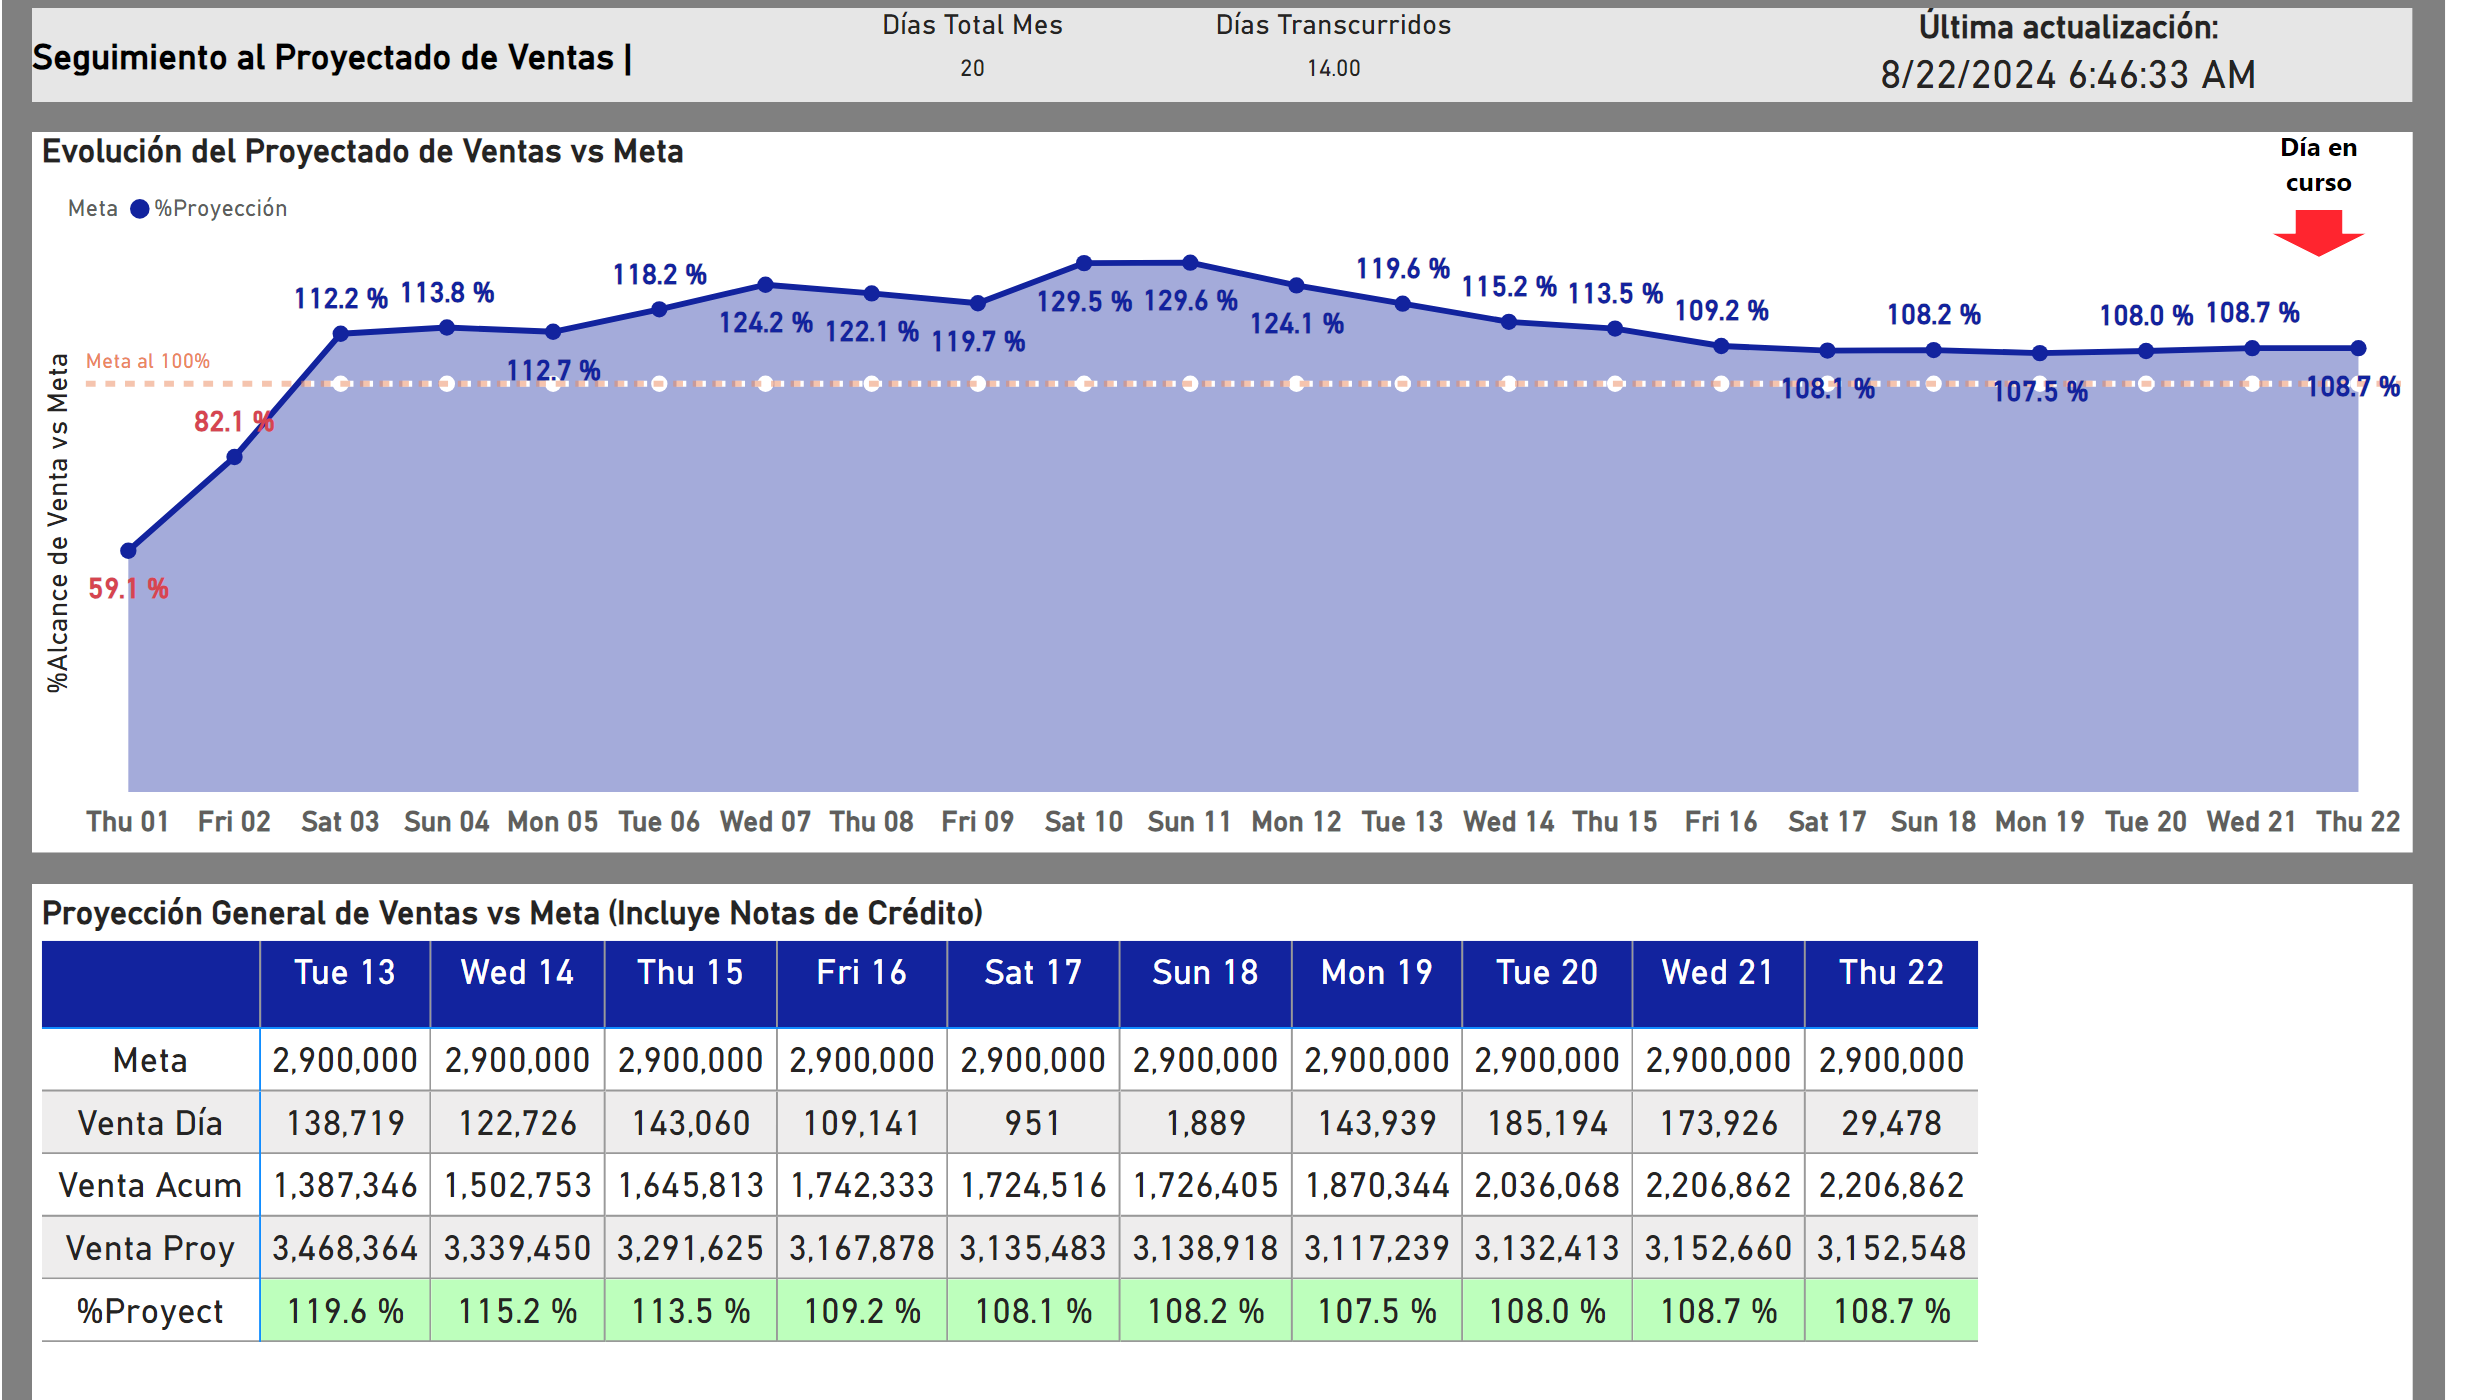 Seguimiento al Proyectado de Ventas |
Días Total Mes
20
Días Transcurridos
14.00
Última actualización:
8/22/2024 6:46:33 AM
Evolución del Proyectado de Ventas vs Meta
Día en
curso
Meta %Proyección
%Alcance de Venta vs Meta
Meta al 100%
59.1 %
82.1 %
112.2 %
113.8 %
112.7 %
118.2 %
124.2 %
122.1 %
119.7 %
129.5 %
129.6 %
124.1 %
119.6 %
115.2 %
113.5 %
109.2 %
108.1 %
108.2 %
107.5 %
108.0 %
108.7 %
108.7 %
Thu 01 Fri 02 Sat 03 Sun 04 Mon 05 Tue 06 Wed 07 Thu 08 Fri 09 Sat 10 Sun 11 Mon 12 Tue 13 Wed 14 Thu 15 Fri 16 Sat 17 Sun 18 Mon 19 Tue 20 Wed 21 Thu 22
Proyección General de Ventas vs Meta (Incluye Notas de Crédito)
Tue 13 Wed 14 Thu 15 Fri 16 Sat 17 Sun 18 Mon 19 Tue 20 Wed 21 Thu 22
Meta 2,900,000 2,900,000 2,900,000 2,900,000 2,900,000 2,900,000 2,900,000 2,900,000 2,900,000 2,900,000
Venta Día 138,719 122,726 143,060 109,141 951 1,889 143,939 185,194 173,926 29,478
Venta Acum 1,387,346 1,502,753 1,645,813 1,742,333 1,724,516 1,726,405 1,870,344 2,036,068 2,206,862 2,206,862
Venta Proy 3,468,364 3,339,450 3,291,625 3,167,878 3,135,483 3,138,918 3,117,239 3,132,413 3,152,660 3,152,548
%Proyect 119.6 % 115.2 % 113.5 % 109.2 % 108.1 % 108.2 % 107.5 % 108.0 % 108.7 % 108.7 %